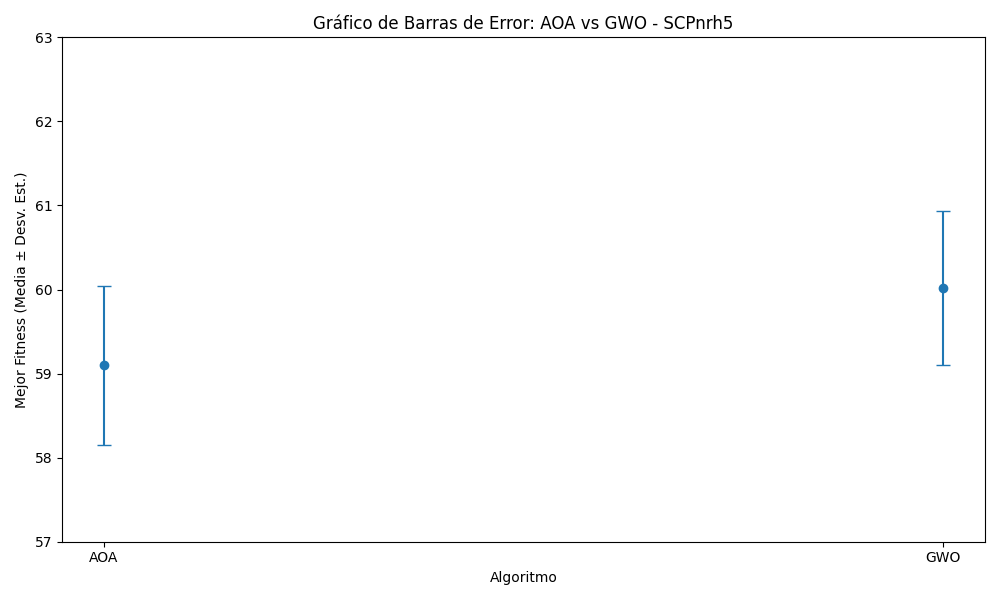 Gráfico de Barras de Error: AOA vs GWO - SCPnrh5
63
62
61
60
59
58
57
Mejor Fitness (Media ± Desv. Est.)
AOA
GWO
Algoritmo